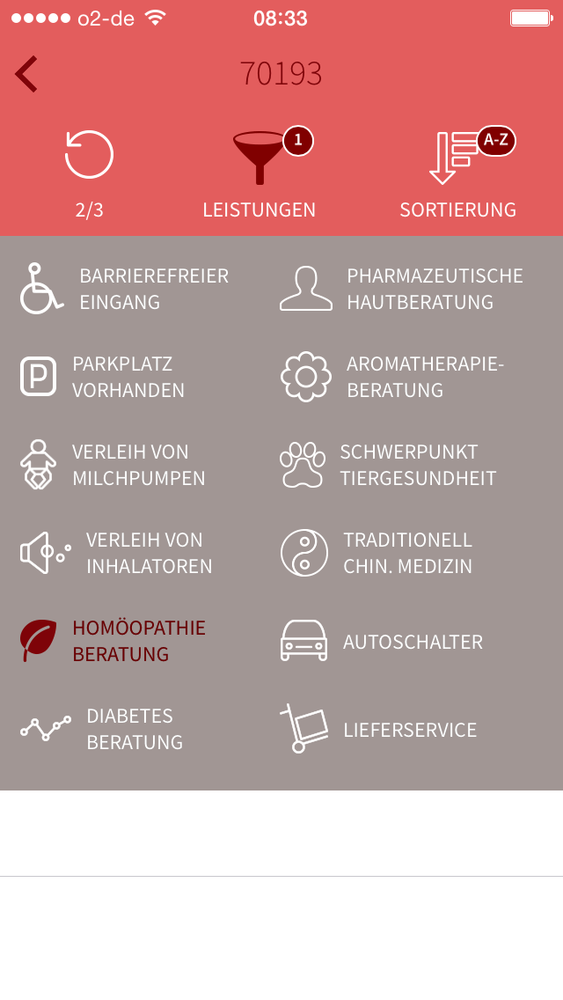 o2-de 08:33
70193
1
A-Z
2/3
LEISTUNGEN
SORTIERUNG
BARRIEREFREIER
EINGANG
PHARMAZEUTISCHE
HAUTBERATUNG
P
PARKPLATZ
VORHANDEN
AROMATHERAPIE-
BERATUNG
VERLEIH VON
MILCHPUMPEN
SCHWERPUNKT
TIERGESUNDHEIT
VERLEIH VON
INHALATOREN
TRADITIONELL
CHIN. MEDIZIN
HOMÖOPATHIE
BERATUNG
AUTOSCHALTER
DIABETES
BERATUNG
LIEFERSERVICE